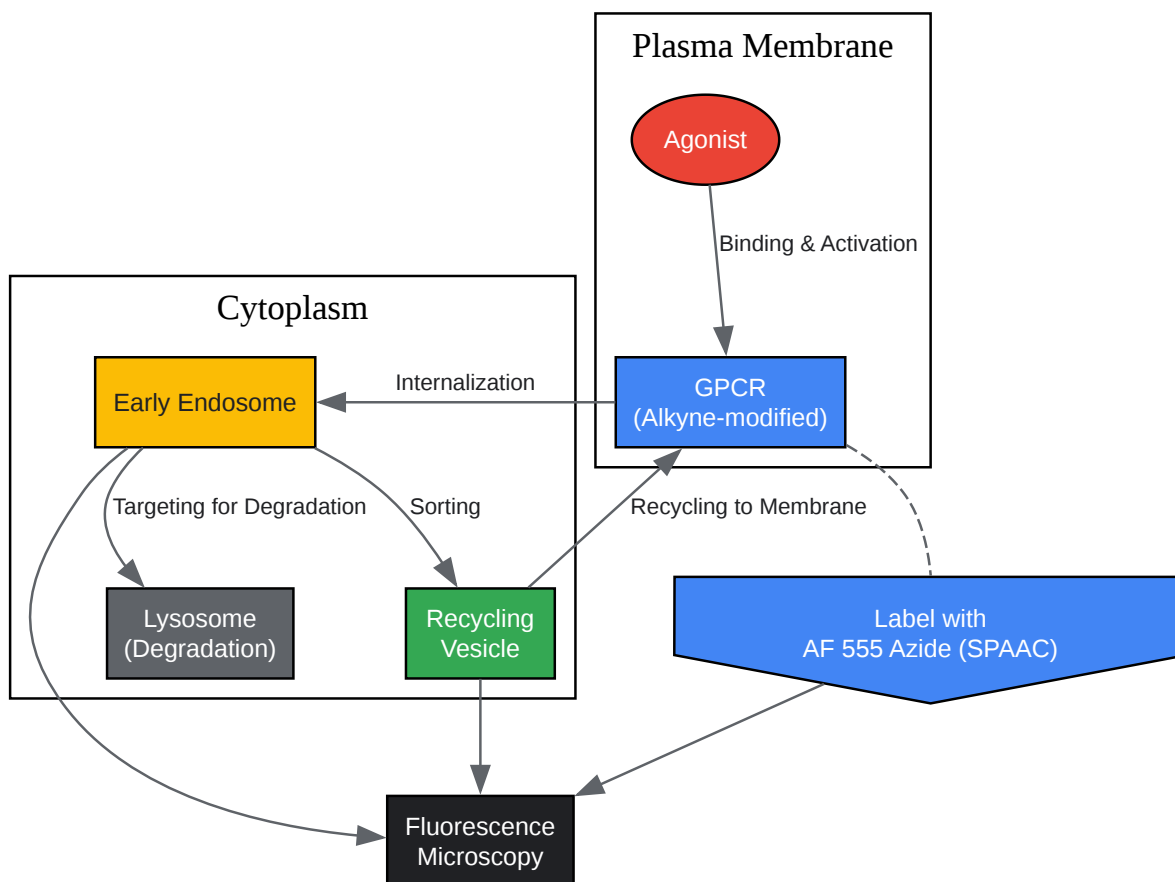 Plasma Membrane
Agonist
Binding & Activation
Cytoplasm
Early Endosome
Internalization
GPCR
(Alkyne-modified)
Targeting for Degradation
Sorting
Recycling to Membrane
Lysosome
(Degradation)
Recycling
Vesicle
Label with
AF 555 Azide (SPAAC)
Fluorescence
Microscopy